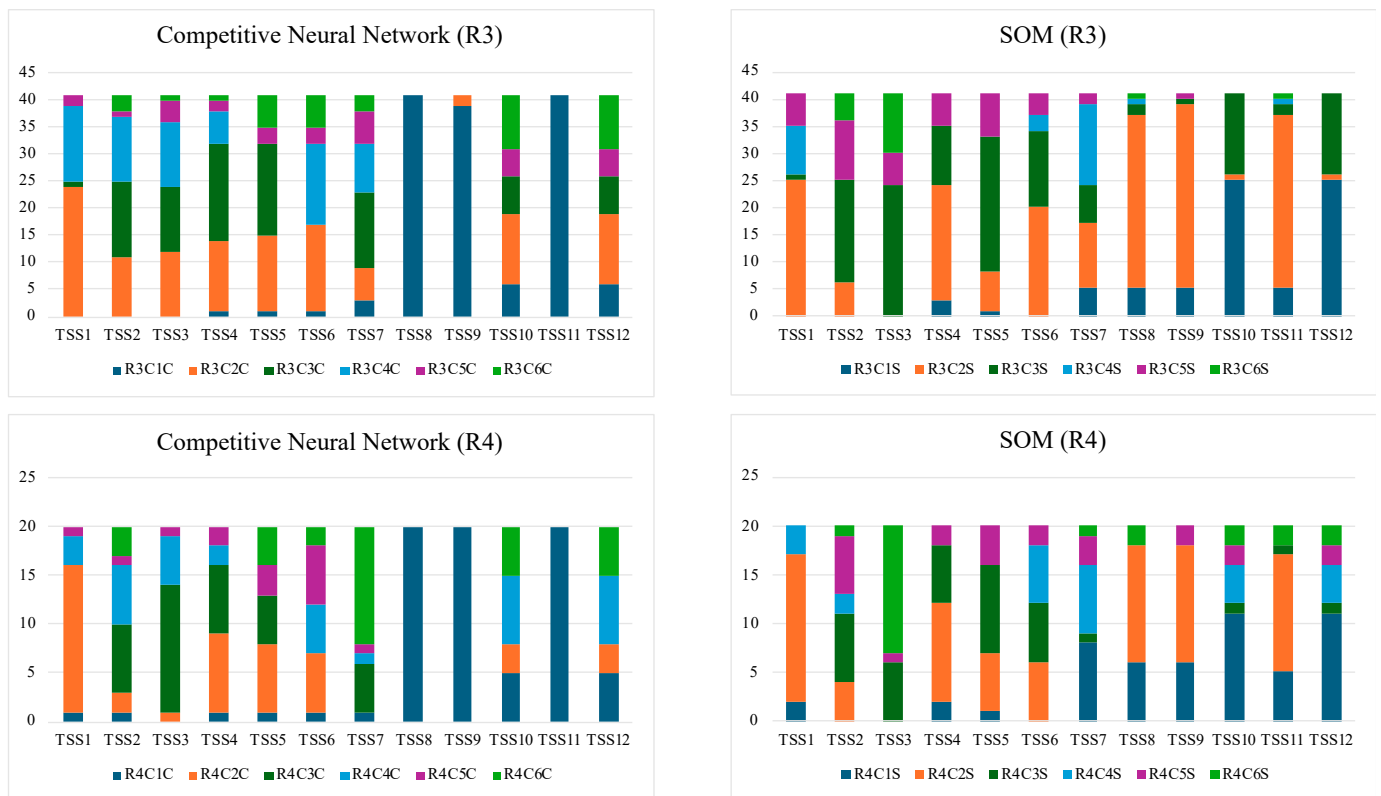 Competitive Neural Network (R3)
45
40
35
30
25
20
15
10
5
0
TSS1 TSS2 TSS3 TSS4 TSS5 TSS6 TSS7 TSS8 TSS9 TSS10 TSS11 TSS12
R3C1C R3C2C R3C3C R3C4C R3C5C R3C6C
SOM (R3)
45
40
35
30
25
20
15
10
5
0
TSS1 TSS2 TSS3 TSS4 TSS5 TSS6 TSS7 TSS8 TSS9 TSS10 TSS11 TSS12
R3C1S R3C2S R3C3S R3C4S R3C5S R3C6S
Competitive Neural Network (R4)
25
20
15
10
5
0
TSS1 TSS2 TSS3 TSS4 TSS5 TSS6 TSS7 TSS8 TSS9 TSS10 TSS11 TSS12
R4C1C R4C2C R4C3C R4C4C R4C5C R4C6C
SOM (R4)
25
20
15
10
5
0
TSS1 TSS2 TSS3 TSS4 TSS5 TSS6 TSS7 TSS8 TSS9 TSS10 TSS11 TSS12
R4C1S R4C2S R4C3S R4C4S R4C5S R4C6S